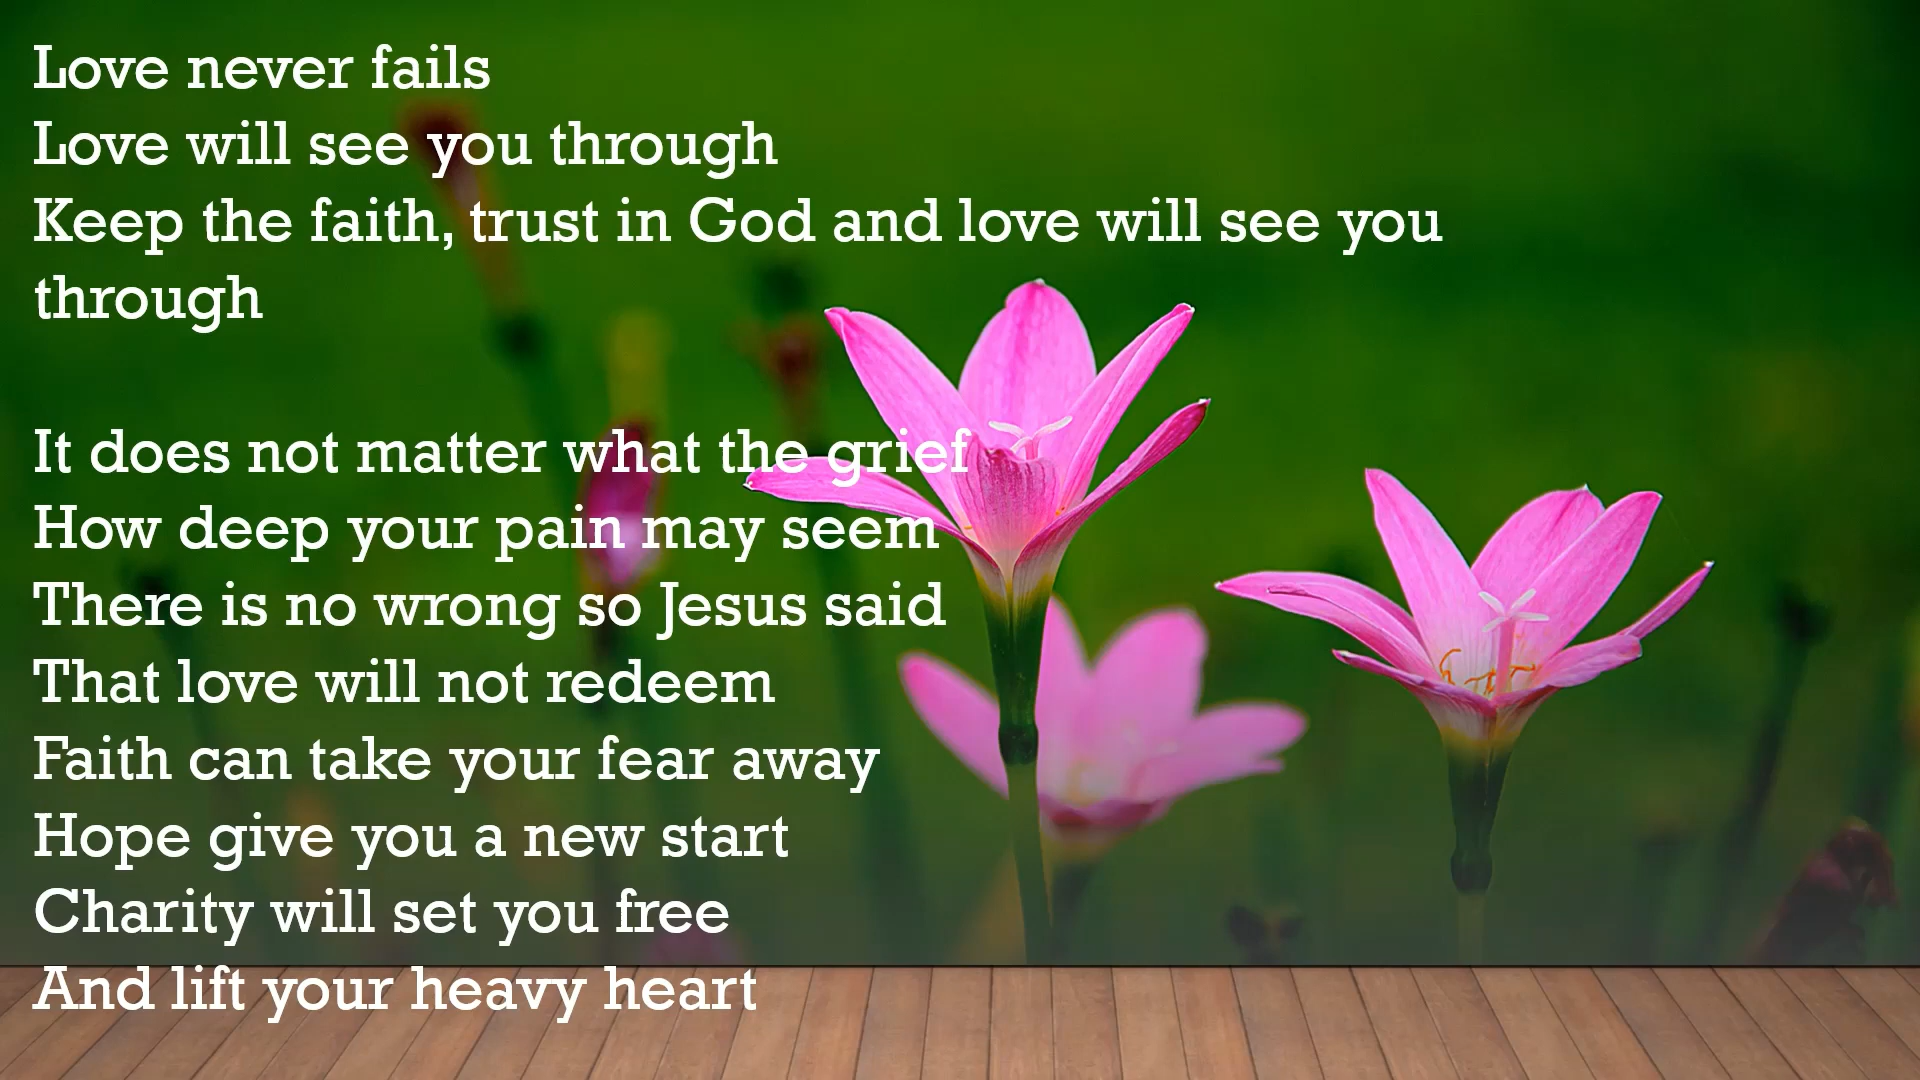 Love never fails
Love will see you through
Keep the faith, trust in God and love will see you
through
It does not matter what the grief
How deep your pain may seem
There is no wrong so Jesus said
That love will not redeem
Faith can take your fear away
Hope give you a new start
Charity will set you free
And lift your heavy heart